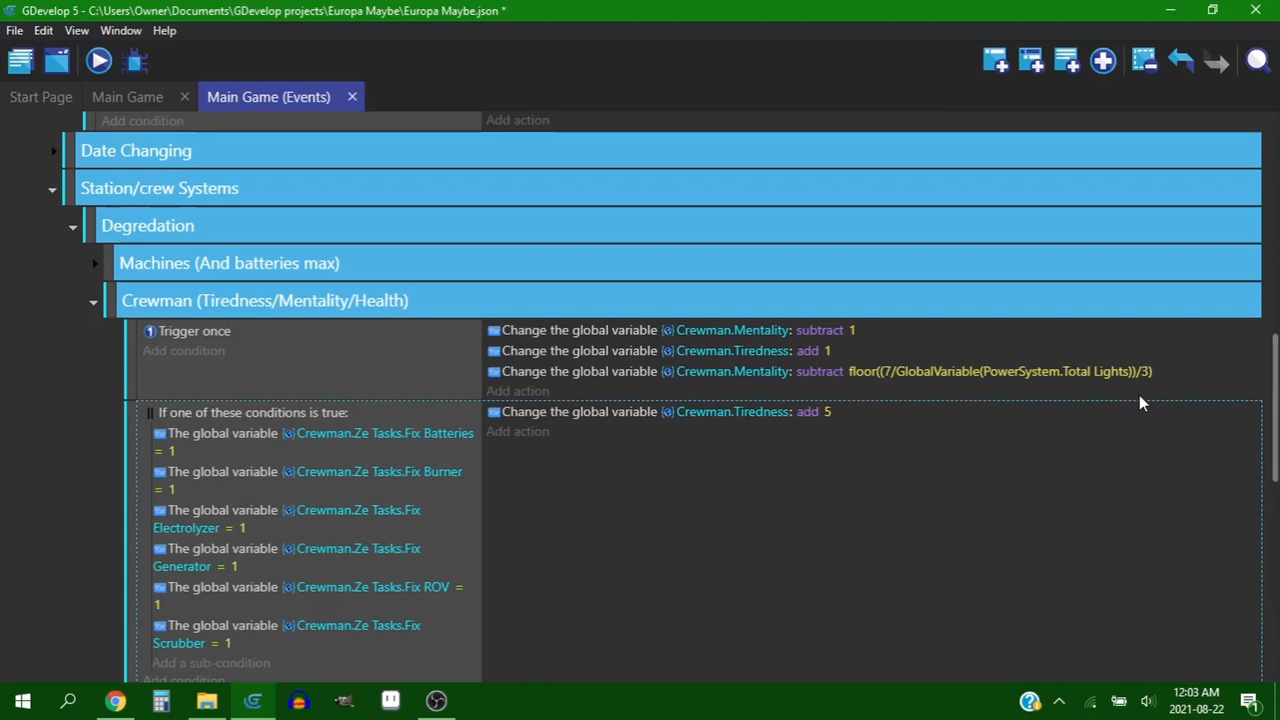 GDevelop 5 - C:\Users\Owner\Documents\GDevelop projects\Europa Maybe\Europa Maybe.json *
File Edit View Window Help
Start Page Main Game Main Game (Events)
Add condition Add action
Date Changing
Station/crew Systems
Degredation
Machines (And batteries max)
Crewman (Tiredness/Mentality/Health)
Trigger once Change the global variable Crewman.Mentality: subtract 1
Add condition Change the global variable Crewman.Tiredness: add 1
Change the global variable Crewman.Mentality: subtract floor((7/GlobalVariable(PowerSystem.Total Lights))/3)
Add action
If one of these conditions is true: Change the global variable Crewman.Tiredness: add 5
The global variable Crewman.Ze Tasks.Fix Batteries Add action
= 1
The global variable Crewman.Ze Tasks.Fix Burner
= 1
The global variable Crewman.Ze Tasks.Fix
Electrolyzer = 1
The global variable Crewman.Ze Tasks.Fix
Generator = 1
The global variable Crewman.Ze Tasks.Fix ROV =
1
The global variable Crewman.Ze Tasks.Fix
Scrubber = 1
Add a sub-condition
Add condition
12:03 AM
2021-08-22